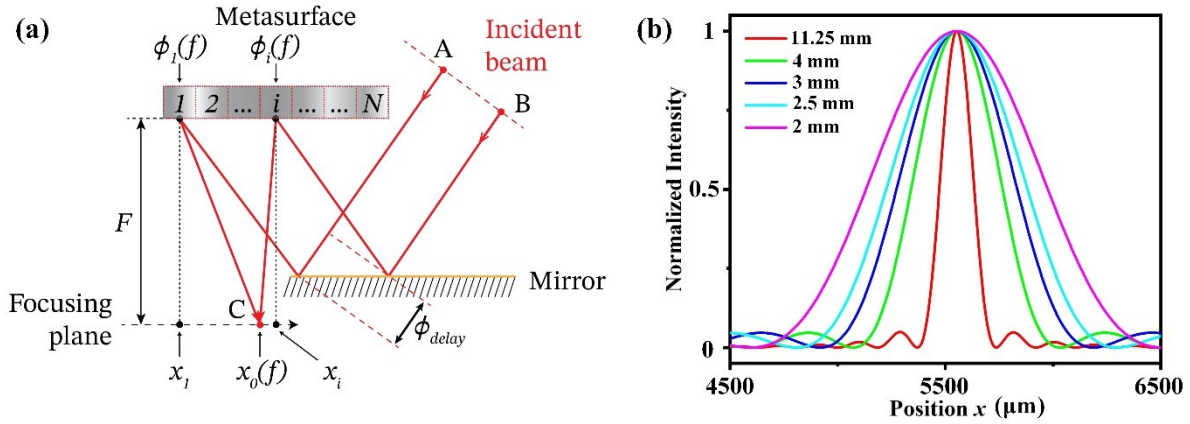 (a)
Metasurface
ϕ₁(f)
ϕᵢ(f)
A
Incident
beam
B
1 2 ... i ... ... N
F
Mirror
Focusing
plane
C
ϕdelay
x₁
x₀(f)
xᵢ
(b)
11.25 mm
4 mm
3 mm
2.5 mm
2 mm
Normalized Intensity
1
0.5
0
4500
5500
6500
Position x (μm)